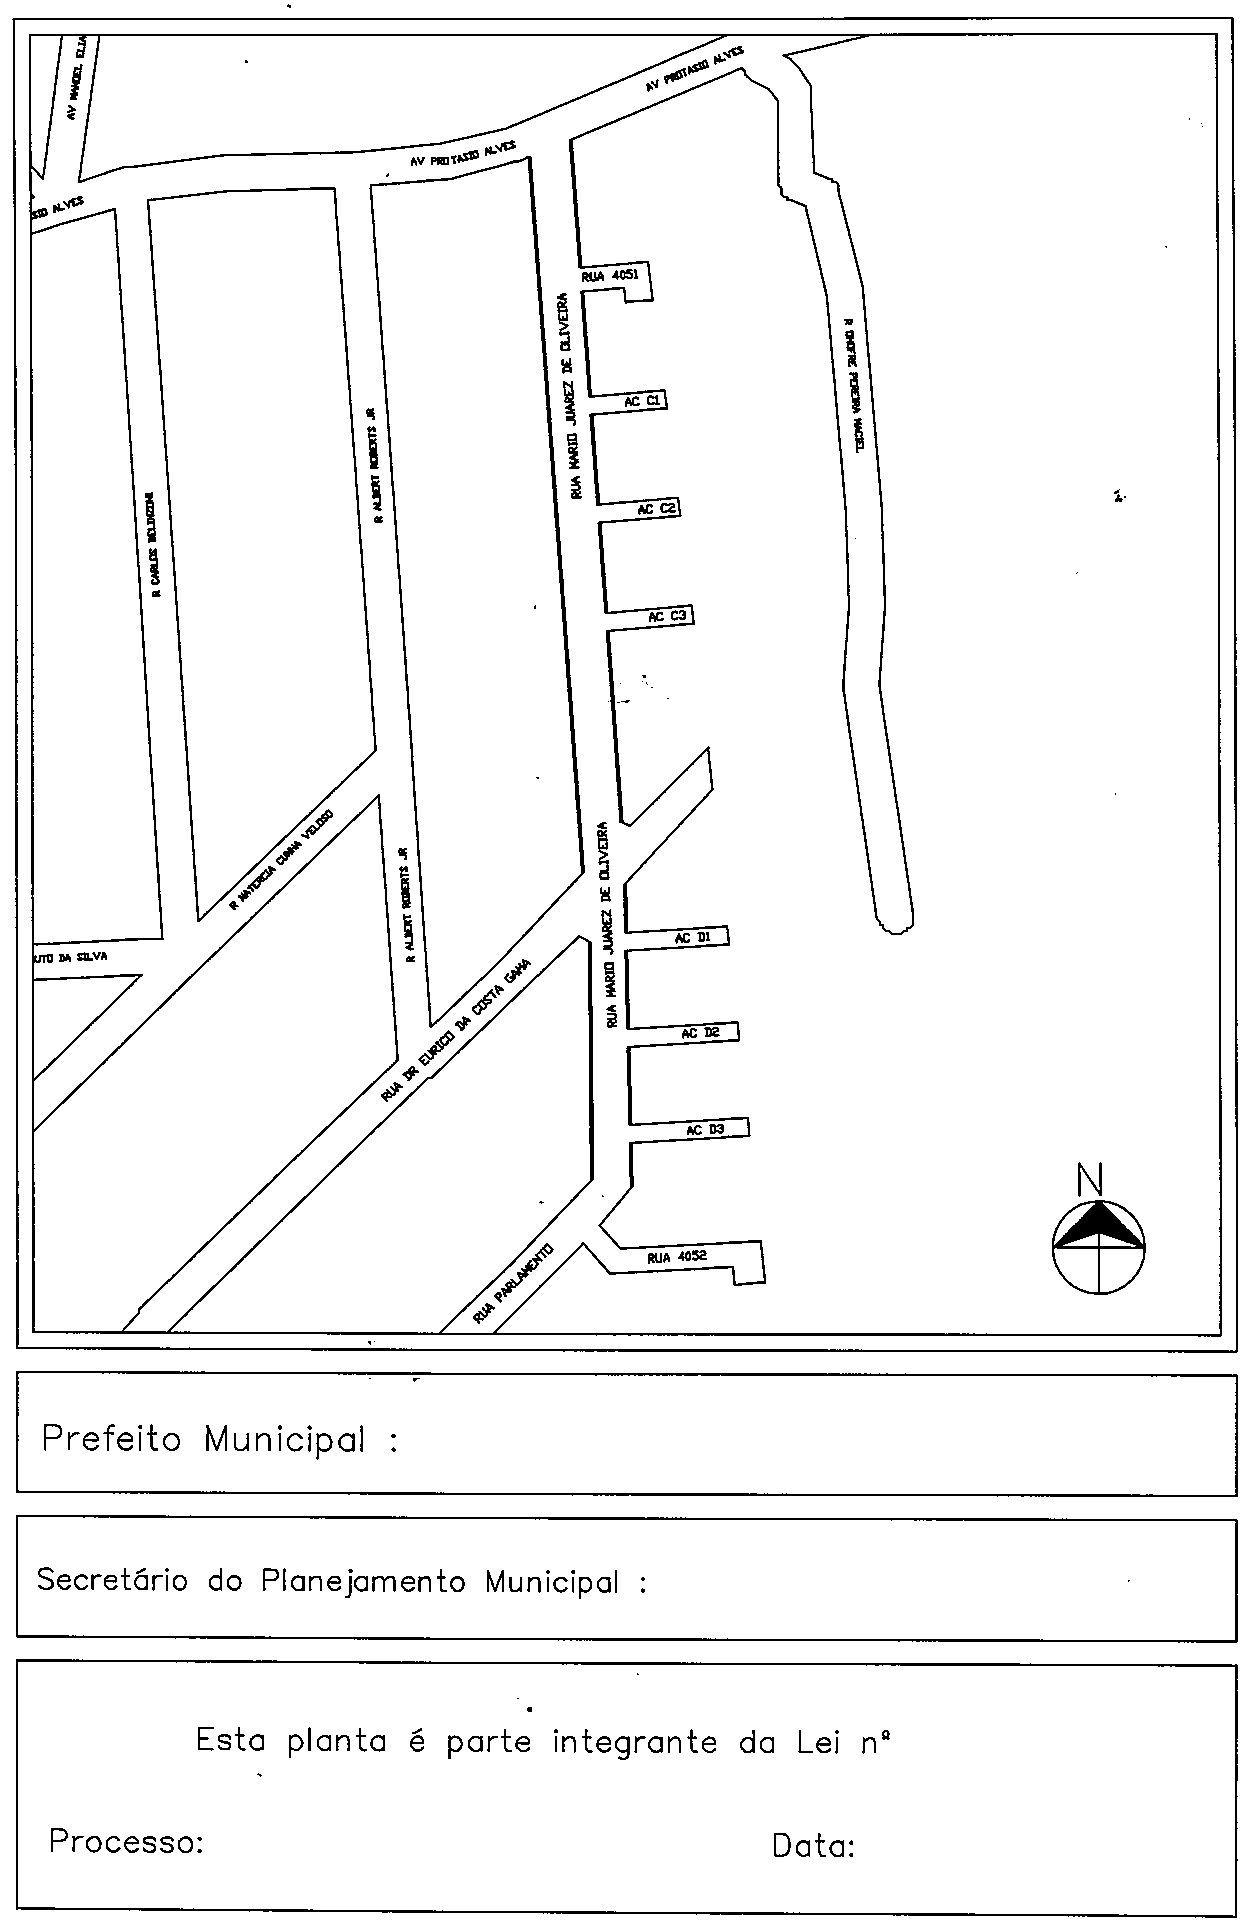 AV MANOEL ELIA
AV PROTASIO ALVES
AV PROTASIO ALVES
SIO ALVES
RUA 4051
RUA MARIO JUAREZ DE OLIVEIRA
R ONOFRE PEREIRA MACIEL
AC C1
R ALBERT ROBERTS JR
R CARLOS BELINZONI
AC C2
AC C3
R NATERCIA CUNHA VELOSO
RUA MARIO JUAREZ DE OLIVEIRA
R ALBERT ROBERTS JR
AC D1
UTO DA SILVA
RUA DR EURICO DA COSTA GAMA
AC D2
AC D3
N
RUA 4052
RUA PARLAMENTO
Prefeito Municipal :
Secretário do Planejamento Municipal :
Esta planta é parte integrante da Lei nº
Processo:
Data: